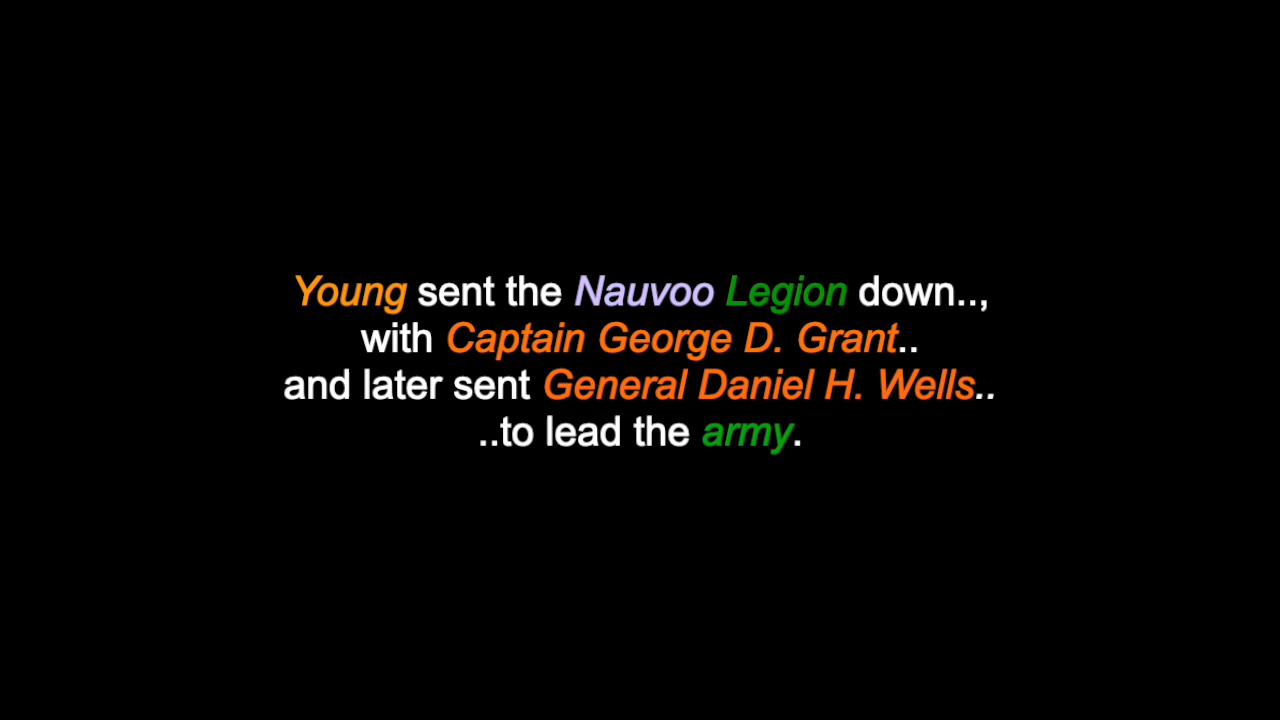 Young sent the Nauvoo Legion down..,
with Captain George D. Grant..
and later sent General Daniel H. Wells..
..to lead the army.